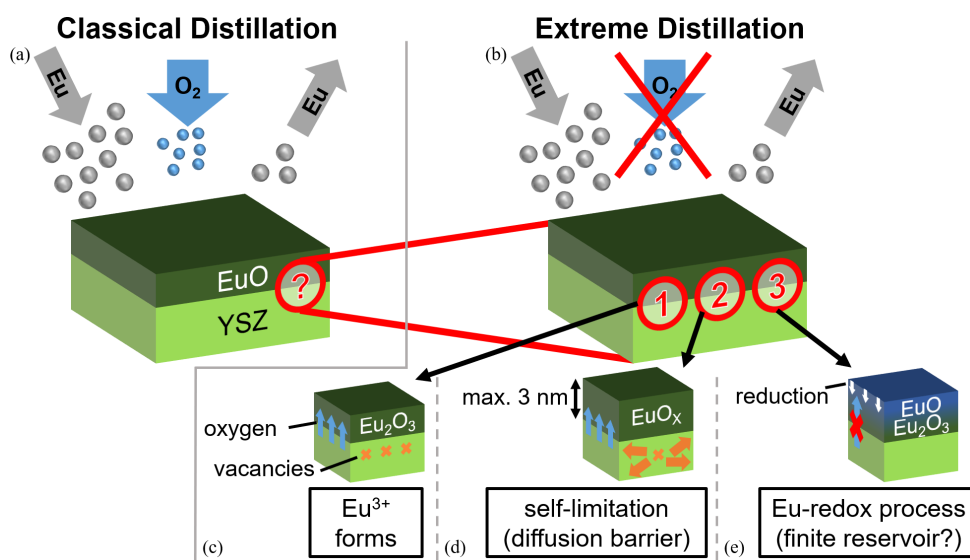 Classical Distillation
Extreme Distillation
(a)
Eu
O₂
Eu
(b)
Eu
O₂
Eu
EuO
?
YSZ
1
2
3
oxygen
vacancies
Eu₂O₃
Eu³⁺
forms
(c)
max. 3 nm
EuOₓ
self-limitation
(diffusion barrier)
(d)
reduction
EuO
Eu₂O₃
Eu-redox process
(finite reservoir?)
(e)